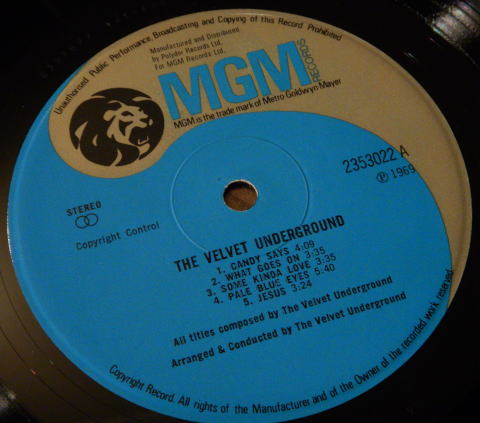 Unauthorised Public Performance, Broadcasting and Copying of this Record Prohibited
Manufactured and Distributed
by Polydor Records Ltd.
For MGM Records Ltd.
MGM
RECORDS
MGM is the trade mark of Metro-Goldwyn-Mayer
STEREO
Copyright Control
2353022 A
℗ 1969
THE VELVET UNDERGROUND
1. CANDY SAYS 4:09
2. WHAT GOES ON 3:35
3. SOME KINDA LOVE 3:35
4. PALE BLUE EYES 5:40
5. JESUS 3:24
All titles composed by The Velvet Underground
Arranged & Conducted by The Velvet Underground
Copyright Record. All rights of the Manufacturer and of the Owner of the recorded work reserved.